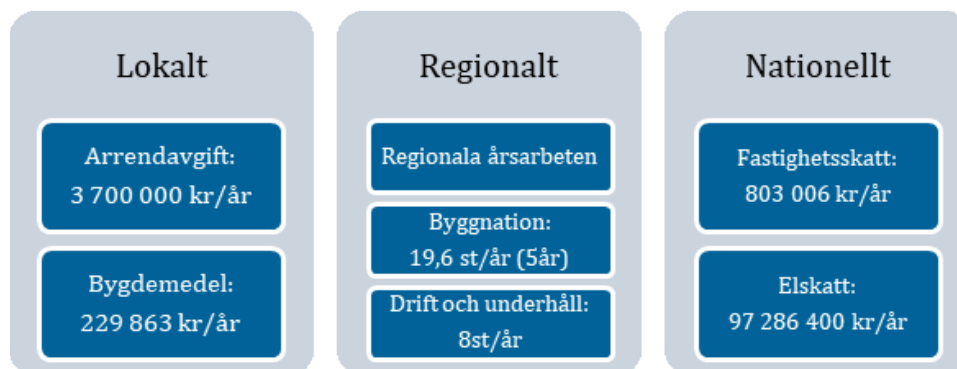 Lokalt
Arrendavgift:
3 700 000 kr/år
Bygdemedel:
229 863 kr/år
Regionalt
Regionala årsarbeten
Byggnation:
19,6 st/år (5år)
Drift och underhåll:
8st/år
Nationellt
Fastighetsskatt:
803 006 kr/år
Elskatt:
97 286 400 kr/år